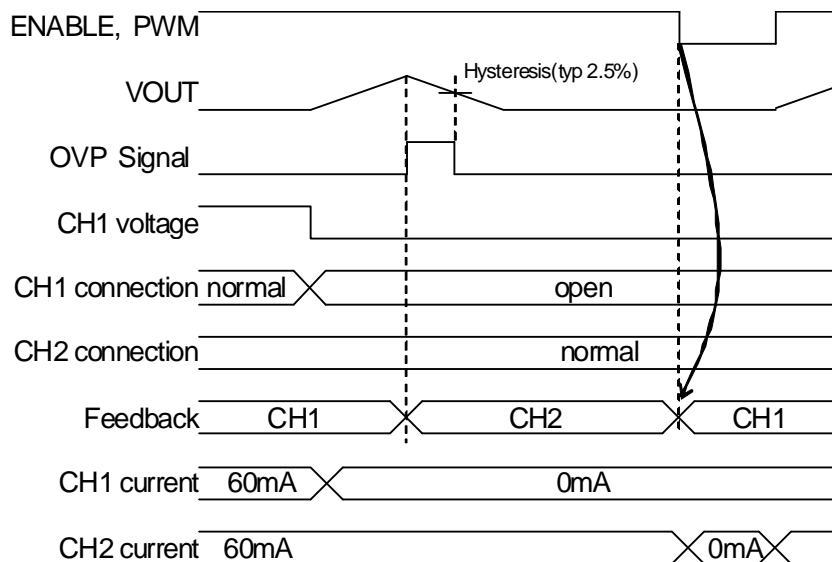 ENABLE, PWM
Hysteresis(typ 2.5%)
VOUT
OVP Signal
CH1 voltage
CH1 connection normal open
CH2 connection normal
Feedback CH1 CH2 CH1
CH1 current 60mA 0mA
CH2 current 60mA 0mA